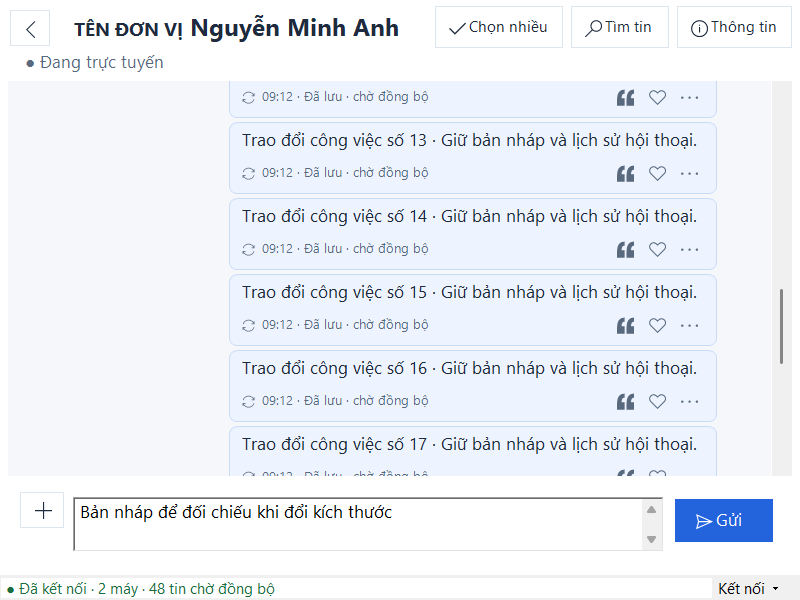 TÊN ĐƠN VỊ Nguyễn Minh Anh
Chọn nhiều
Tìm tin
Thông tin
● Đang trực tuyến
09:12 · Đã lưu · chờ đồng bộ
Trao đổi công việc số 13 · Giữ bản nháp và lịch sử hội thoại.
09:12 · Đã lưu · chờ đồng bộ
Trao đổi công việc số 14 · Giữ bản nháp và lịch sử hội thoại.
09:12 · Đã lưu · chờ đồng bộ
Trao đổi công việc số 15 · Giữ bản nháp và lịch sử hội thoại.
09:12 · Đã lưu · chờ đồng bộ
Trao đổi công việc số 16 · Giữ bản nháp và lịch sử hội thoại.
09:12 · Đã lưu · chờ đồng bộ
Trao đổi công việc số 17 · Giữ bản nháp và lịch sử hội thoại.
09:12 · Đã lưu · chờ đồng bộ
Bản nháp để đối chiếu khi đổi kích thước
Gửi
● Đã kết nối · 2 máy · 48 tin chờ đồng bộ
Kết nối